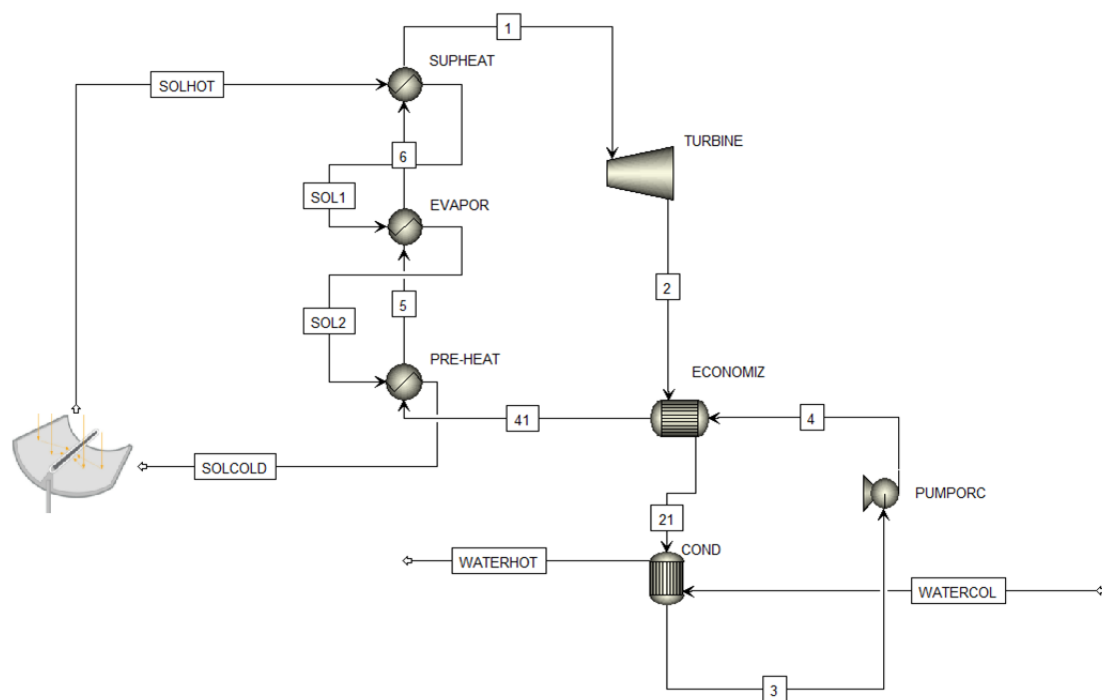 1
SUPHEAT
SOLHOT
TURBINE
6
SOL1
EVAPOR
2
5
SOL2
PRE-HEAT
ECONOMIZ
41
4
SOLCOLD
PUMPORC
21
COND
WATERHOT
WATERCOL
3